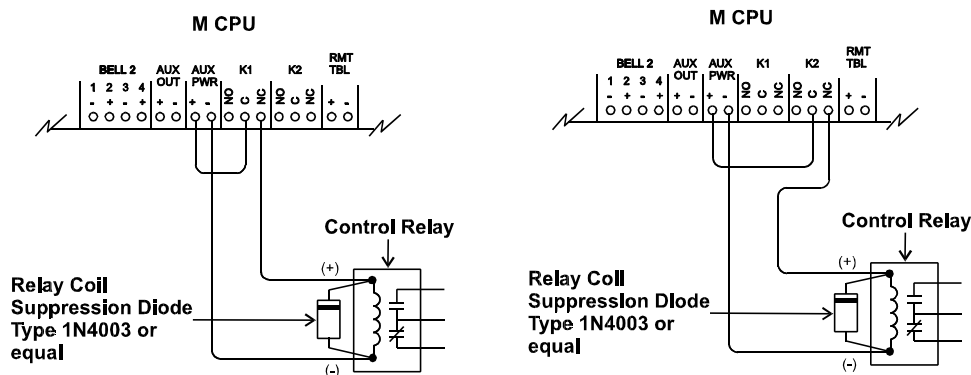 M CPU
BELL 2 AUX OUT AUX PWR K1 K2 RMT TBL
1 2 3 4
- + - + + - + - NO C NC NO C NC + -
Control Relay
(+)
Relay Coil
Suppression Diode
Type 1N4003 or
equal
(-)
M CPU
BELL 2 AUX OUT AUX PWR K1 K2 RMT TBL
1 2 3 4
- + - + + - + - NO C NC NO C NC + -
Control Relay
(+)
Relay Coil
Suppression Diode
Type 1N4003 or
equal
(-)